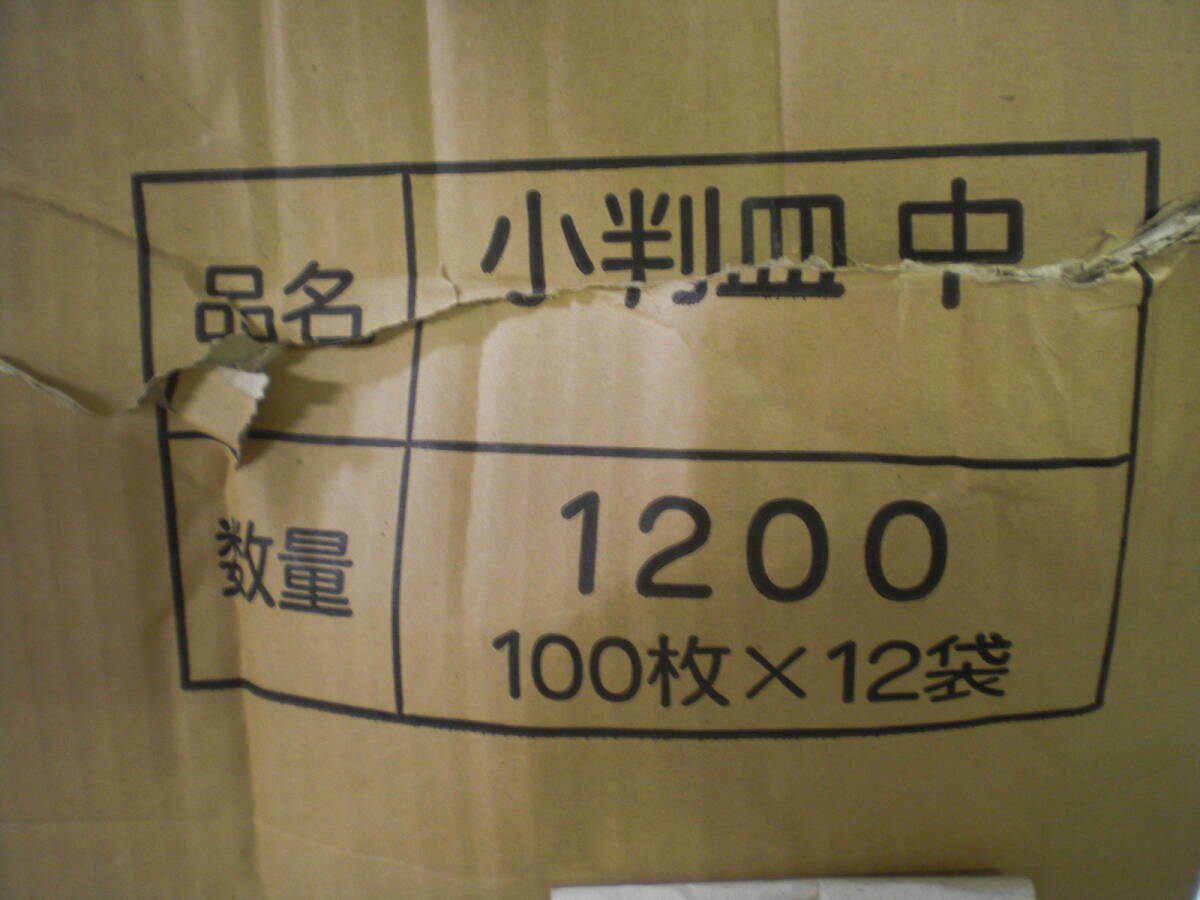 品名 小判皿 中
数量 1200
100枚×12袋